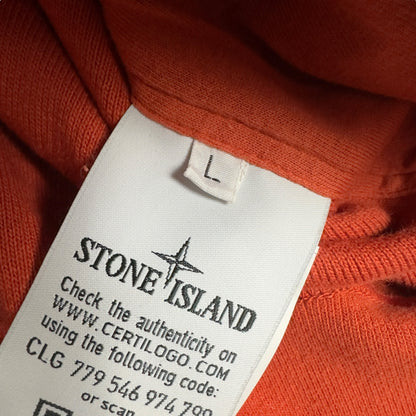 L
STONE ISLAND
Check the authenticity on
WWW.CERTILOGO.COM
using the following code:
CLG 779 546 974 799
or scan